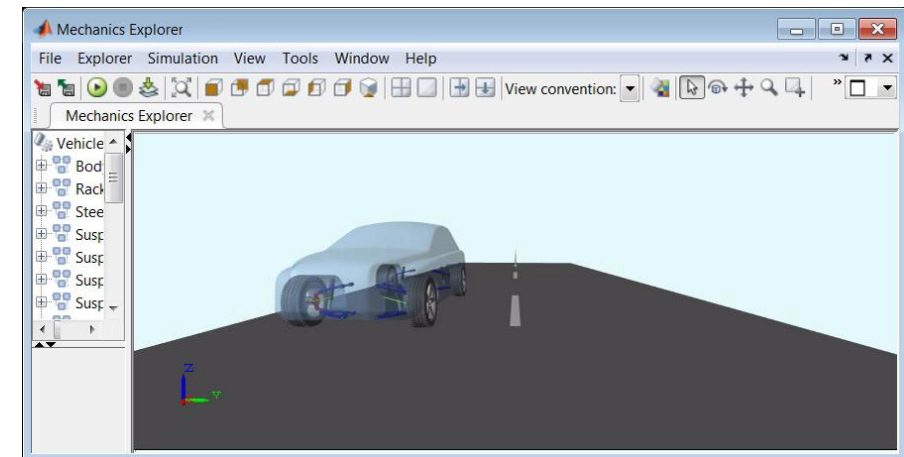 Mechanics Explorer
File Explorer Simulation View Tools Window Help
View convention:
Mechanics Explorer
Vehicle
Bod
Rack
Stee
Susp
Susp
Susp
Susp
Z
Y